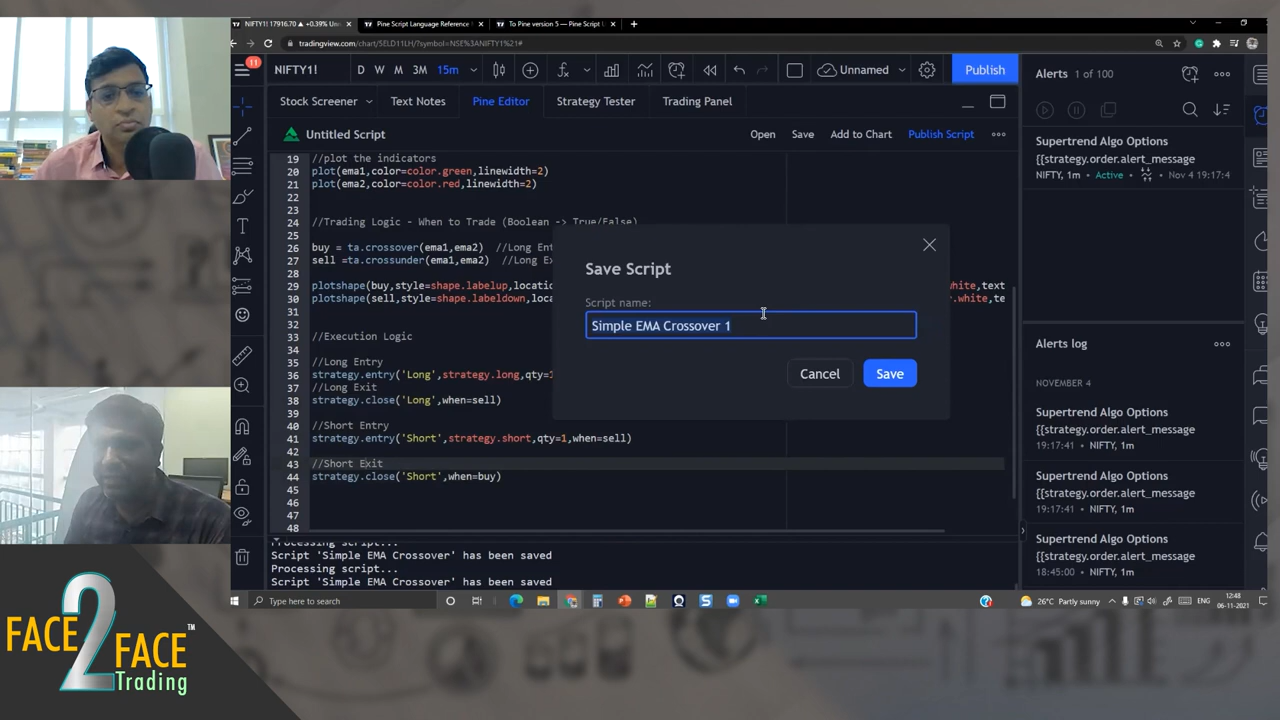 NIFTY1! 17916.70 ▲ +0.39% Un
Pine Script Language Reference
To Pine version 5 — Pine Script
tradingview.com/chart/5ELD11LH/?symbol=NSE%3ANIFTY1%21#
11
NIFTY1! D W M 3M 15m Unnamed Publish
Alerts 1 of 100
Stock Screener Text Notes Pine Editor Strategy Tester Trading Panel
Untitled Script Open Save Add to Chart Publish Script
Supertrend Algo Options
{{strategy.order.alert_message
NIFTY, 1m • Active • Nov 4 19:17:4
19 //plot the indicators
20 plot(ema1,color=color.green,linewidth=2)
21 plot(ema2,color=color.red,linewidth=2)
22
23
24 //Trading Logic - When to Trade (Boolean -> True/False)
25
26 buy = ta.crossover(ema1,ema2) //Long Ent
27 sell =ta.crossunder(ema1,ema2) //Long E
28
29 plotshape(buy,style=shape.labelup,locatio
white,text
30 plotshape(sell,style=shape.labeldown,loca
r.white,te
31
32
33 //Execution Logic
34
35 //Long Entry
36 strategy.entry('Long',strategy.long,qty=1
37 //Long Exit
38 strategy.close('Long',when=sell)
39
40 //Short Entry
41 strategy.entry('Short',strategy.short,qty=1,when=sell)
42
43 //Short Exit
44 strategy.close('Short',when=buy)
45
46
47
48
Save Script
Script name:
Simple EMA Crossover 1
Cancel Save
Processing script...
Script 'Simple EMA Crossover' has been saved
Processing script...
Script 'Simple EMA Crossover' has been saved
Alerts log
NOVEMBER 4
Supertrend Algo Options
{{strategy.order.alert_message
19:17:41 • NIFTY, 1m
Supertrend Algo Options
{{strategy.order.alert_message
19:17:41 • NIFTY, 1m
Supertrend Algo Options
{{strategy.order.alert_message
18:45:00 • NIFTY, 1m
Type here to search
26°C Partly sunny
ENG
12:48
06-11-2021
FACE 2 FACE ™
Trading